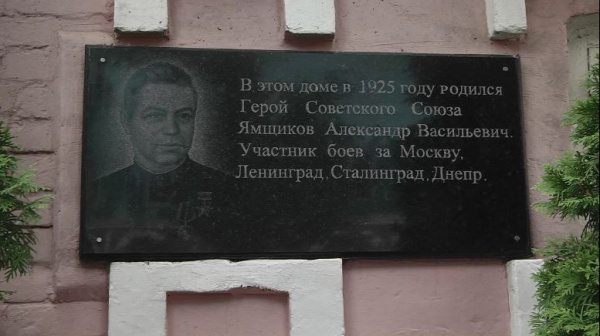 В этом доме в 1925 году родился
Герой Советского Союза
Ямщиков Александр Васильевич.
Участник боев за Москву,
Ленинград, Сталинград, Днепр.